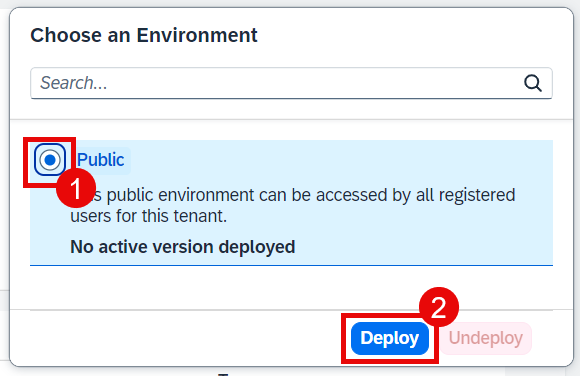 Choose an Environment
Search...
1
Public
public environment can be accessed by all registered
users for this tenant.
No active version deployed
2
Deploy
Undeploy